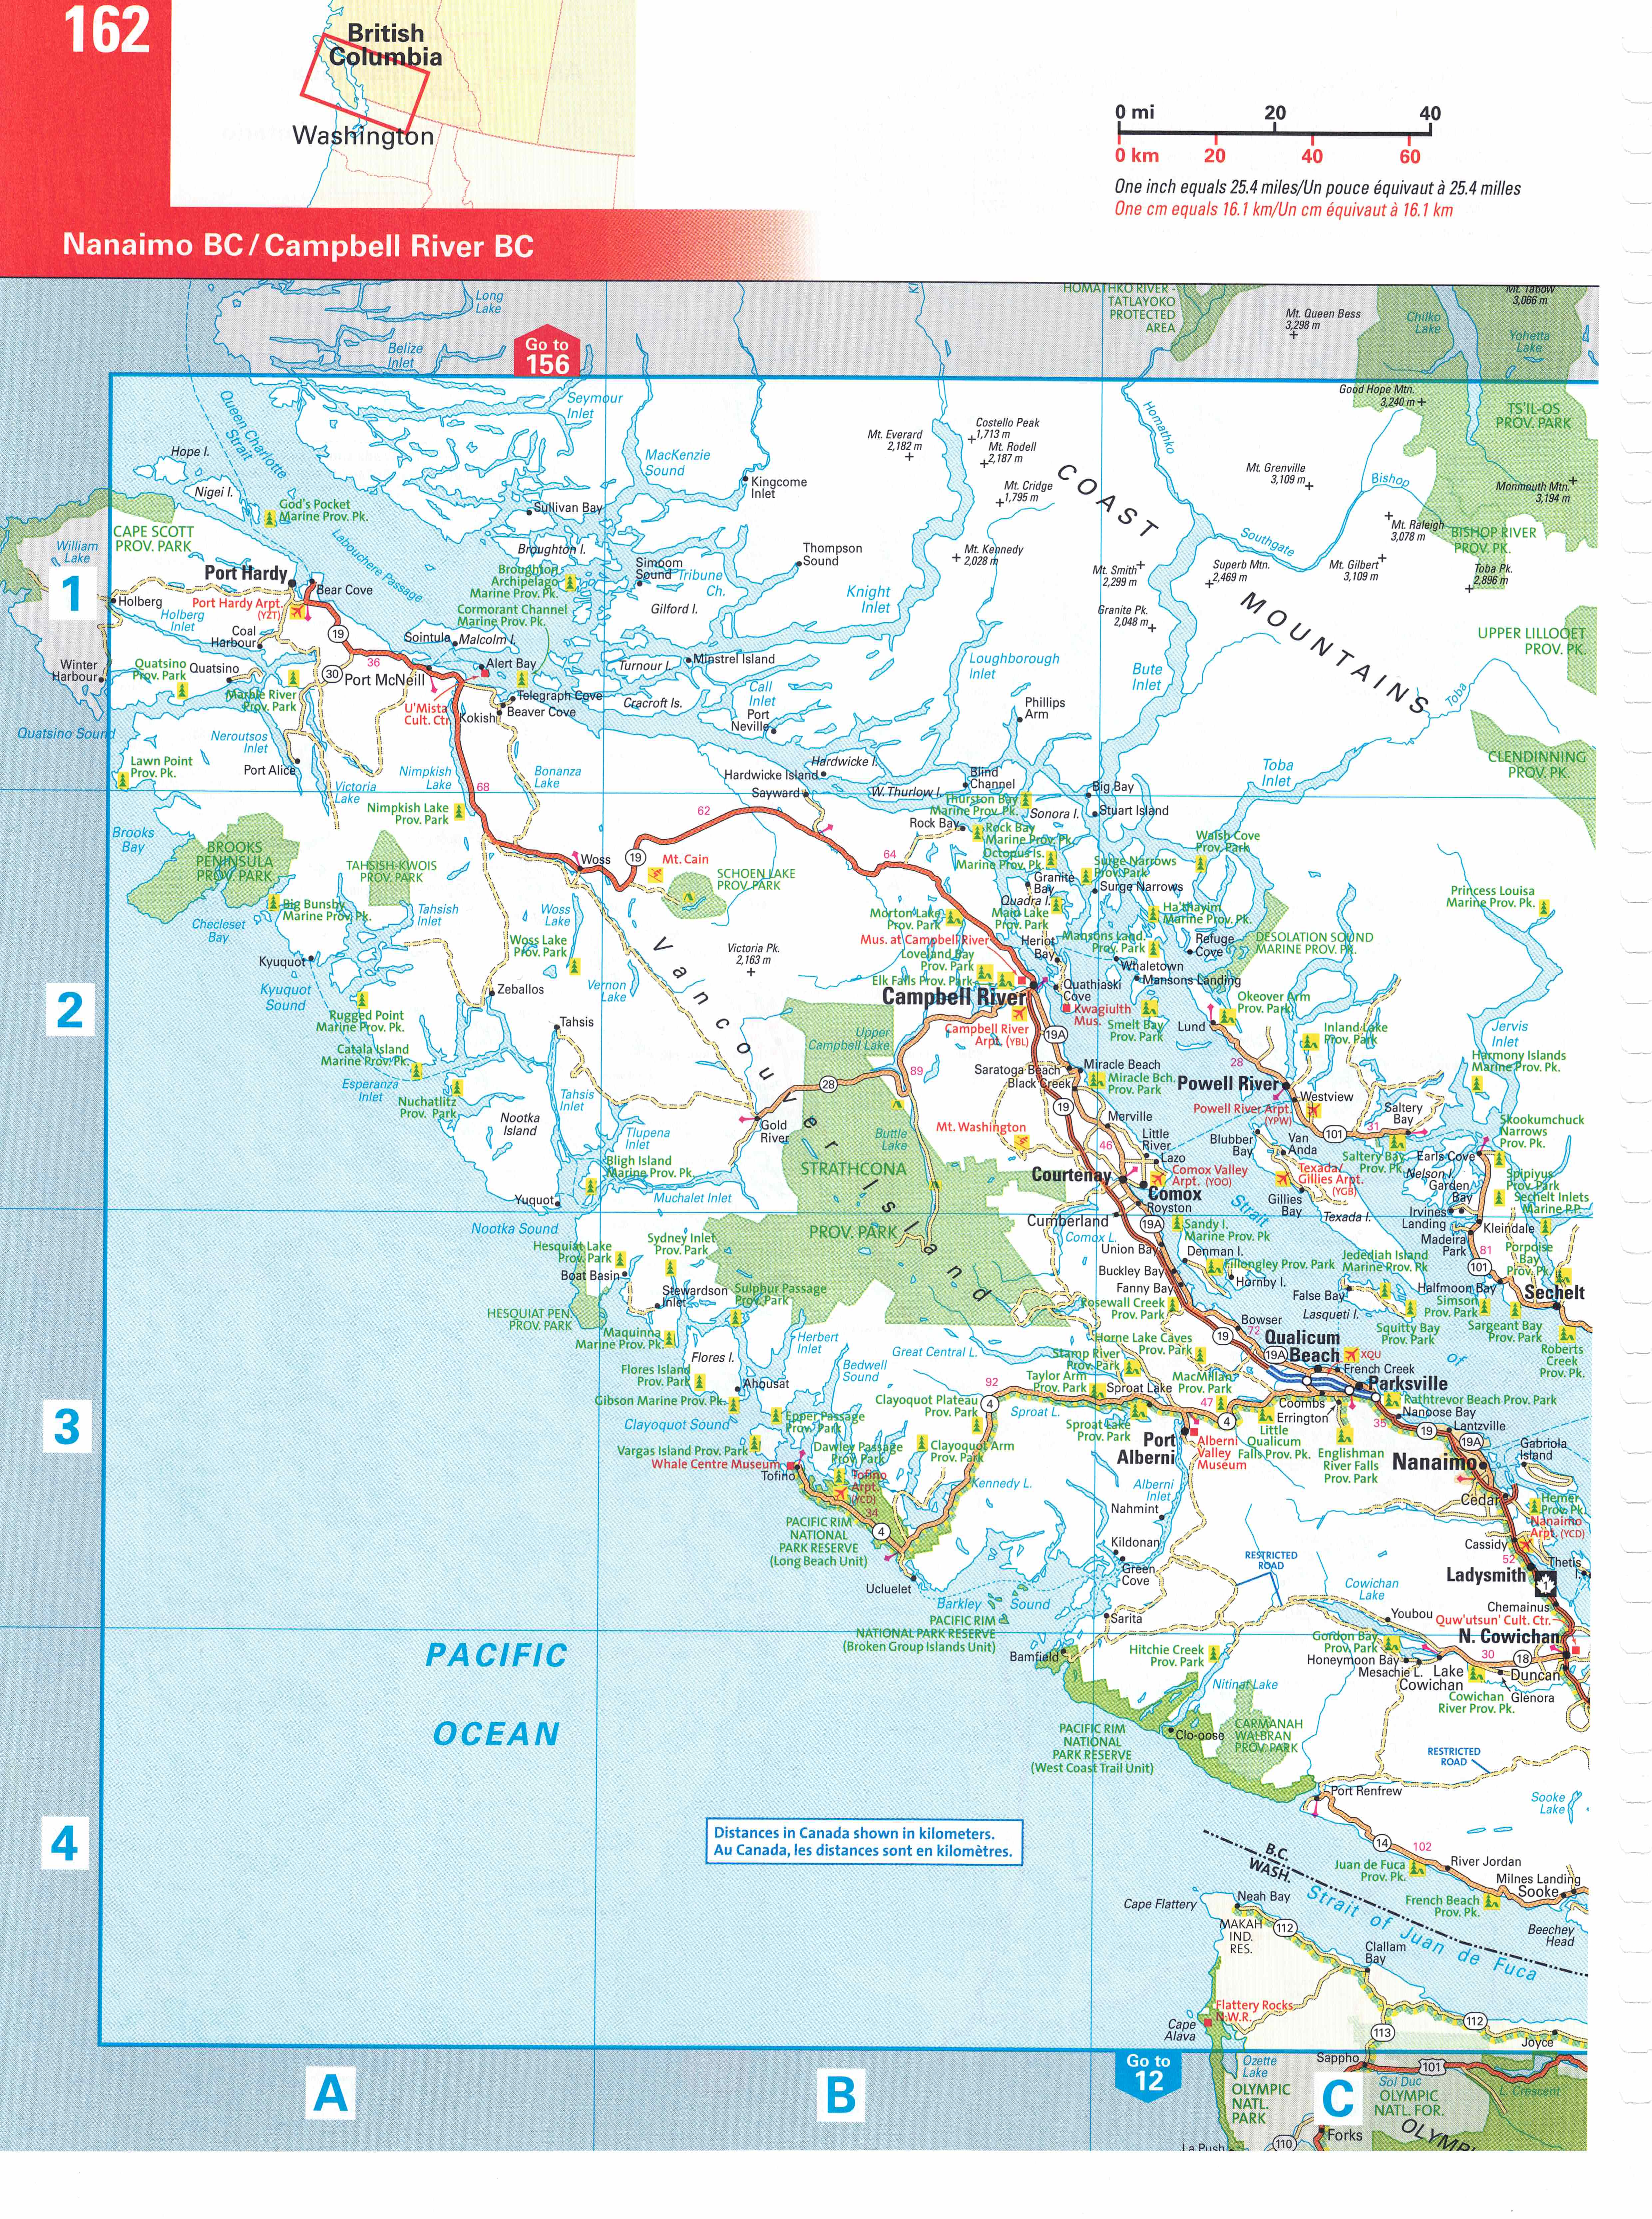 162
British
Columbia
Washington
0 mi 20 40
0 km 20 40 60
One inch equals 25.4 miles/Un pouce équivaut à 25.4 milles
One cm equals 16.1 km/Un cm équivaut à 16.1 km
Nanaimo BC / Campbell River BC
Long
Lake
Belize
Inlet
Go to
156
HOMATHKO RIVER -
TATLAYOKO
PROTECTED
AREA
Mt. Queen Bess
3,298 m
Chilko
Lake
Mt. Tatlow
3,066 m
Yohetta
Lake
Seymour
Inlet
Queen Charlotte
Strait
Hope I.
Nigei I.
God's Pocket
Marine Prov. Pk.
MacKenzie
Sound
Kingcome
Inlet
Mt. Everard
2,182 m
Costello Peak
1,713 m
Mt. Rodell
2,187 m
Mt. Cridge
1,795 m
Homathko
Good Hope Mtn.
3,240 m
TS'IL-OS
PROV. PARK
Mt. Grenville
3,109 m
Bishop
Monmouth Mtn.
3,194 m
COAST
MOUNTAINS
CAPE SCOTT
PROV. PARK
William
Lake
Sullivan Bay
Labouchere Passage
Broughton I.
Broughton
Archipelago
Marine Prov. Pk.
Simoom
Sound
Tribune
Ch.
Thompson
Sound
Mt. Kennedy
2,028 m
Southgate
Mt. Raleigh
3,078 m
BISHOP RIVER
PROV. PK.
Mt. Smith
2,299 m
Superb Mtn.
2,469 m
Mt. Gilbert
3,109 m
Toba Pk.
2,896 m
1
Port Hardy
Bear Cove
Holberg
Port Hardy Arpt.
(YZT)
Holberg
Inlet
Coal
Harbour
19
Cormorant Channel
Marine Prov. Pk.
Gilford I.
Knight
Inlet
Granite Pk.
2,048 m
UPPER LILLOOET
PROV. PK.
Sointula
Malcolm I.
36
Winter
Harbour
Quatsino
Prov. Park
Quatsino
30
Port McNeill
Alert Bay
Turnour I.
Minstrel Island
Loughborough
Inlet
Bute
Inlet
Toba
Marble River
Prov. Park
U'Mista
Cult. Ctr.
Kokish
Telegraph Cove
Beaver Cove
Cracroft Is.
Call
Inlet
Port
Neville
Phillips
Arm
Quatsino Sound
Neroutsos
Inlet
CLENDINNING
PROV. PK.
Lawn Point
Prov. Pk.
Port Alice
Victoria
Lake
Nimpkish
Lake
68
Bonanza
Lake
Hardwicke I.
Hardwicke Island
Sayward
Blind
Channel
W. Thurlow I.
Toba
Inlet
Big Bay
Nimpkish Lake
Prov. Park
62
Thurston Bay
Marine Prov. Pk.
Sonora I.
Stuart Island
Brooks
Bay
BROOKS
PENINSULA
PROV. PARK
TAHSISH-KWOIS
PROV. PARK
Woss
19
Mt. Cain
64
Rock Bay
Rock Bay
Marine Prov. Pk.
Octopus Is.
Marine Prov. Pk.
Walsh Cove
Prov. Park
Surge Narrows
Prov. Park
SCHOEN LAKE
PROV PARK
Granite
Bay
Surge Narrows
Quadra I.
Princess Louisa
Marine Prov. Pk.
Big Bunsby
Marine Prov. Pk.
Checleset
Bay
Tahsish
Inlet
Woss
Lake
Morton Lake
Prov. Park
Main Lake
Prov. Park
Ha'thayim
Marine Prov. Pk.
Woss Lake
Prov. Park
Victoria Pk.
2,163 m
Mus. at Campbell River
Heriot
Bay
Mansons Land.
Prov. Park
Refuge
Cove
DESOLATION SOUND
MARINE PROV. PK.
Kyuquot
Loveland Bay
Prov. Park
Whaletown
2
Kyuquot
Sound
Zeballos
Vernon
Lake
Elk Falls Prov. Park
Campbell River
Quathiaski
Cove
Mansons Landing
Rugged Point
Marine Prov. Pk.
Tahsis
Kwagiulth
Mus.
Smelt Bay
Prov. Park
Okeover Arm
Prov. Park
Lund
Inland Lake
Prov. Park
Jervis
Inlet
Upper
Campbell Lake
Campbell River
Arpt. (YBL)
19A
Catala Island
Marine Prov. Pk.
Harmony Islands
Marine Prov. Pk.
Esperanza
Inlet
Nuchatlitz
Prov. Park
28
89
Saratoga Beach
Black Creek
Miracle Beach
Miracle Bch.
Prov. Park
28
Powell River
Westview
Nootka
Island
Tahsis
Inlet
19
Powell River Arpt.
(YPW)
Saltery
Bay
Skookumchuck
Narrows
Prov. Pk.
Tlupena
Inlet
Gold
River
Buttle
Lake
Mt. Washington
Merville
46
Little
River
Blubber
Bay
Van
Anda
101
31
Bligh Island
Marine Prov. Pk.
STRATHCONA
PROV. PARK
Lazo
Saltery Bay
Prov. Pk.
Earls Cove
Nelson I.
Courtenay
Comox Valley
Arpt. (YOO)
Texada/
Gillies Arpt.
(YGB)
Garden
Bay
Spipiyus
Prov. Park
Yuquot
Muchalet Inlet
Comox
Royston
Strait
of
Gillies
Bay
Texada I.
Irvines
Landing
Sechelt Inlets
Marine P.P.
Nootka Sound
Cumberland
19A
Sandy I.
Marine Prov. Pk
Kleindale
Vancouver Island
Comox L.
Madeira
Park
81
Hesquiat Lake
Prov. Park
Sydney Inlet
Prov. Park
Union Bay
Denman I.
Fillongley Prov. Park
Jedediah Island
Marine Prov. Pk
Porpoise
Bay
Prov. Pk.
101
Boat Basin
Buckley Bay
Hornby I.
Stewardson
Inlet
Sulphur Passage
Prov. Park
Fanny Bay
False Bay
Halfmoon Bay
Sechelt
HESQUIAT PEN.
PROV. PARK
Rosewall Creek
Prov. Park
Lasqueti I.
Simson
Prov. Park
Maquinna
Marine Prov. Pk.
Bowser
72
Squitty Bay
Prov. Park
Sargeant Bay
Prov. Park
Herbert
Inlet
Horne Lake Caves
Prov. Park
19
19A
Qualicum
Beach
XQU
Roberts
Creek
Prov. Pk.
Flores I.
Great Central L.
Stamp River
Prov. Park
Flores Island
Prov. Park
Bedwell
Sound
Taylor Arm
Prov. Park
French Creek
Ahousat
92
Sproat Lake
MacMillan
Prov. Park
Parksville
3
Gibson Marine Prov. Pk.
Clayoquot Plateau
Prov. Park
4
Sproat L.
47
Coombs
Rathtrevor Beach Prov. Park
Clayoquot Sound
Epper Passage
Prov. Park
Sproat Lake
Prov. Park
4
Errington
35
Nanoose Bay
Port
Alberni
Little
Qualicum
Falls Prov. Pk.
Lantzville
19
19A
Vargas Island Prov. Park
Dawley Passage
Prov. Park
Clayoquot Arm
Prov. Park
Alberni
Valley
Museum
Englishman
River Falls
Prov. Park
Nanaimo
Gabriola
Island
Whale Centre Museum
Tofino
Tofino
Arpt.
(YCD)
Kennedy L.
Alberni
Inlet
Nahmint
Cedar
Hemer
Prov. Pk.
34
Nanaimo
Arpt. (YCD)
PACIFIC RIM
NATIONAL
PARK RESERVE
(Long Beach Unit)
4
Kildonan
RESTRICTED
ROAD
Cassidy
52
Thetis
I.
Green
Cove
Ladysmith
1
Ucluelet
Cowichan
Lake
Barkley Sound
Chemainus
PACIFIC RIM
NATIONAL PARK RESERVE
(Broken Group Islands Unit)
Sarita
Youbou
Quw'utsun' Cult. Ctr.
PACIFIC
OCEAN
Gordon Bay
Prov. Park
N. Cowichan
Bamfield
Hitchie Creek
Prov. Park
Honeymoon Bay
30
18
Mesachie L.
Lake
Cowichan
Duncan
Nitinat Lake
Cowichan
River Prov. Pk.
Glenora
PACIFIC RIM
NATIONAL
PARK RESERVE
(West Coast Trail Unit)
Clo-oose
CARMANAH
WALBRAN
PROV. PARK
RESTRICTED
ROAD
Port Renfrew
Sooke
Lake
4
Distances in Canada shown in kilometers.
Au Canada, les distances sont en kilomètres.
14
102
B.C.
WASH.
Juan de Fuca
Prov. Pk.
River Jordan
Milnes Landing
Sooke
Strait of Juan de Fuca
French Beach
Prov. Pk.
Cape Flattery
Neah Bay
MAKAH
IND.
RES.
112
Beechey
Head
Clallam
Bay
Flattery Rocks
N.W.R.
Cape
Alava
113
112
Joyce
Go to
12
Ozette
Lake
Sappho
101
Sol Duc
L. Crescent
OLYMPIC
NATL.
PARK
OLYMPIC
NATL. FOR.
A
B
C
Forks
110
La Push